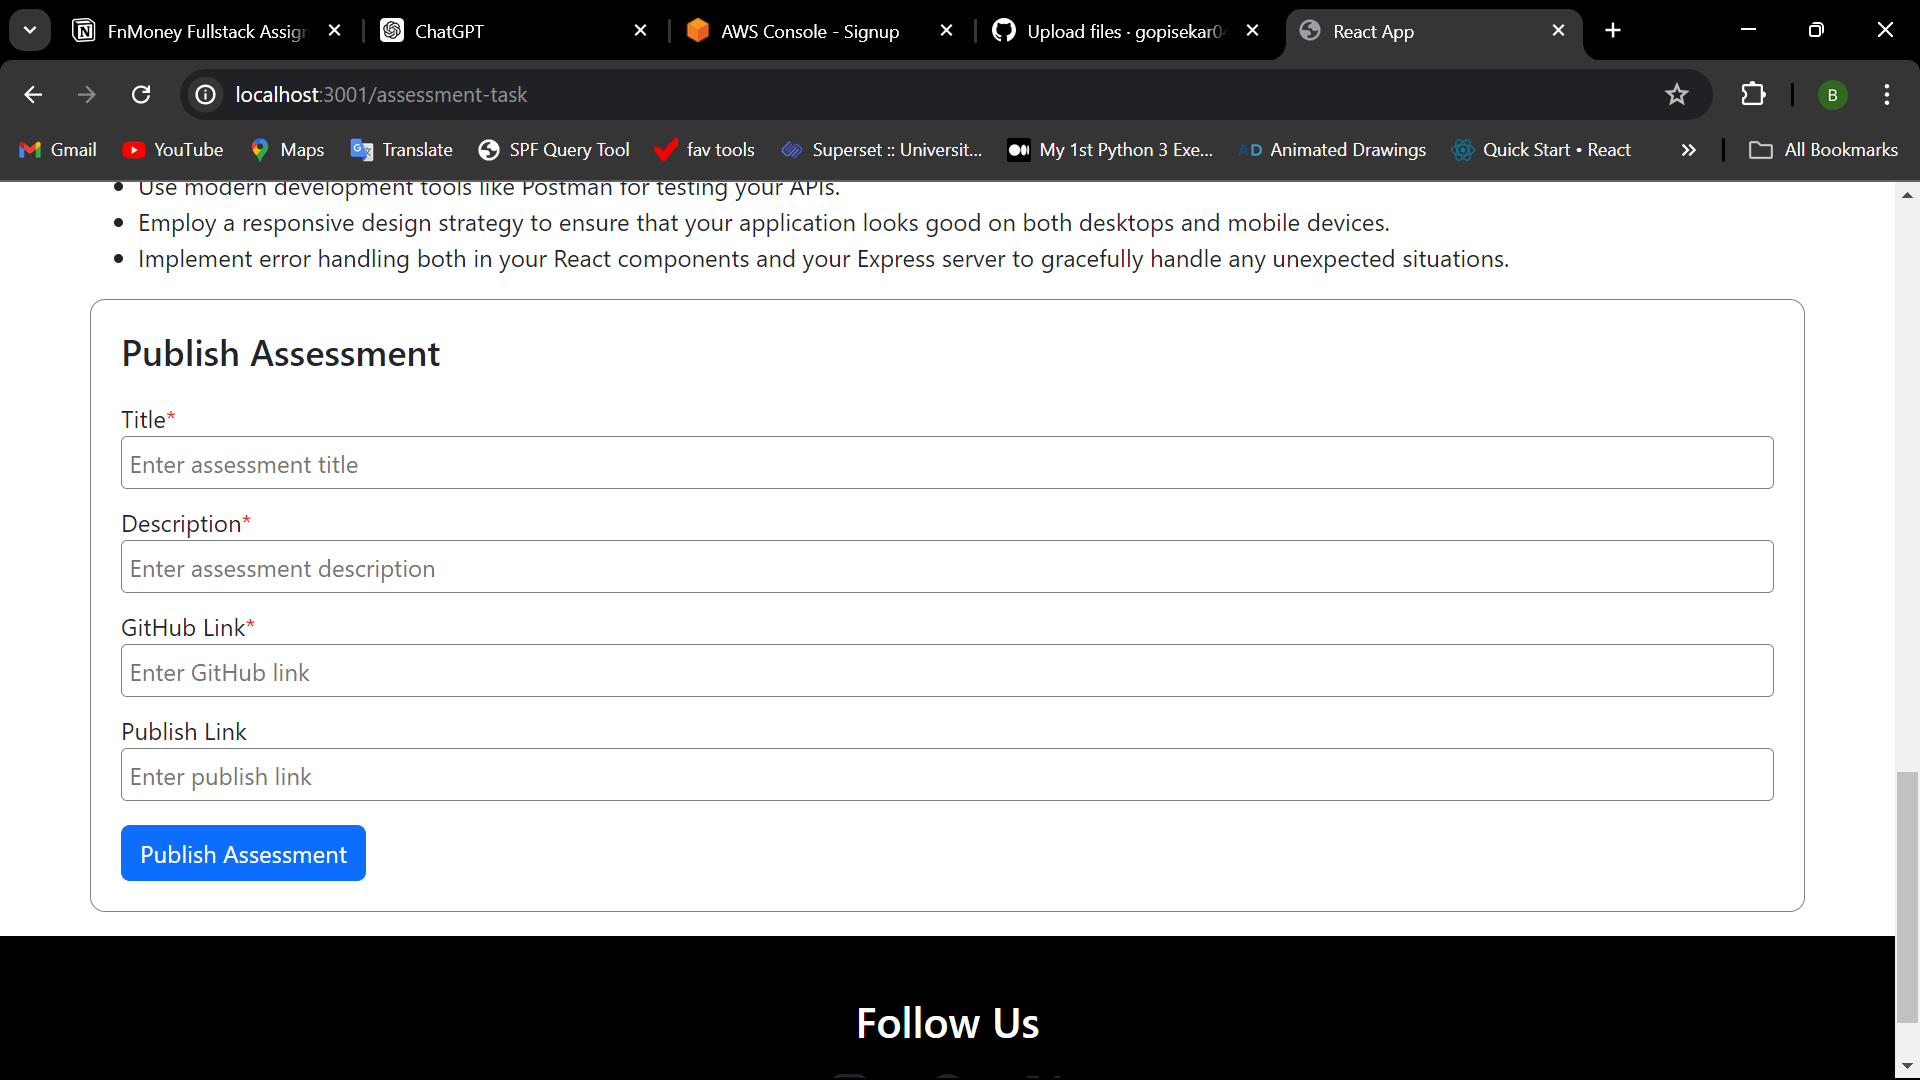 FnMoney Fullstack Assign
ChatGPT
AWS Console - Signup
Upload files · gopisekar04
React App
localhost:3001/assessment-task
B
Gmail
YouTube
Maps
Translate
SPF Query Tool
fav tools
Superset :: Universit...
My 1st Python 3 Exe...
AD Animated Drawings
Quick Start • React
All Bookmarks
Use modern development tools like Postman for testing your APIs.
Employ a responsive design strategy to ensure that your application looks good on both desktops and mobile devices.
Implement error handling both in your React components and your Express server to gracefully handle any unexpected situations.
Publish Assessment
Title*
Enter assessment title
Description*
Enter assessment description
GitHub Link*
Enter GitHub link
Publish Link
Enter publish link
Publish Assessment
Follow Us